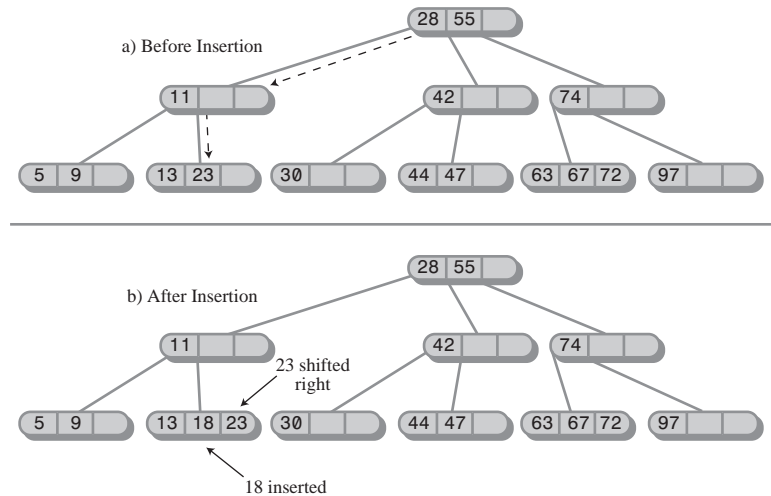 28 55
a) Before Insertion
11
42
74
5 9
13 23
30
44 47
63 67 72
97
28 55
b) After Insertion
11
42
74
23 shifted
right
5 9
13 18 23
30
44 47
63 67 72
97
18 inserted